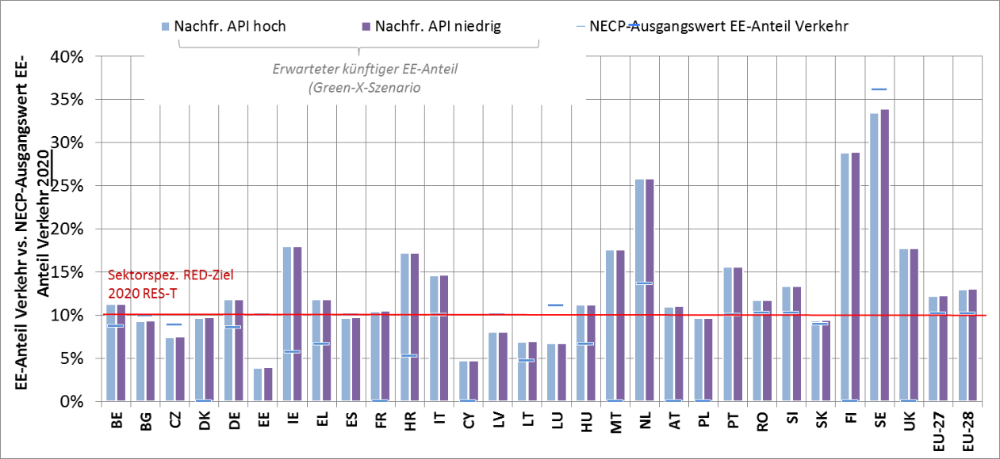 Nachfr. API hoch
Nachfr. API niedrig
NECP-Ausgangswert EE-Anteil Verkehr
Erwarteter künftiger EE-Anteil
(Green-X-Szenario
EE-Anteil Verkehr vs. NECP-Ausgangswert EE-
Anteil Verkehr 2020
40%
35%
30%
25%
20%
15%
10%
5%
0%
Sektorspez. RED-Ziel
2020 RES-T
BE BG CZ DK DE EE IE EL ES FR HR IT CY LV LT LU HU MT NL AT PL PT RO SI SK FI SE UK EU-27 EU-28